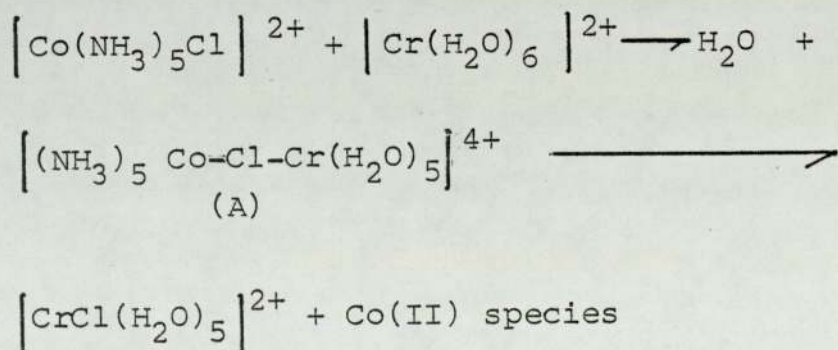 [Co(NH₃)₅Cl]²⁺ + [Cr(H₂O)₆]²⁺ ⟶ H₂O +
[(NH₃)₅ Co-Cl-Cr(H₂O)₅]⁴⁺ ⟶
(A)
[CrCl(H₂O)₅]²⁺ + Co(II) species